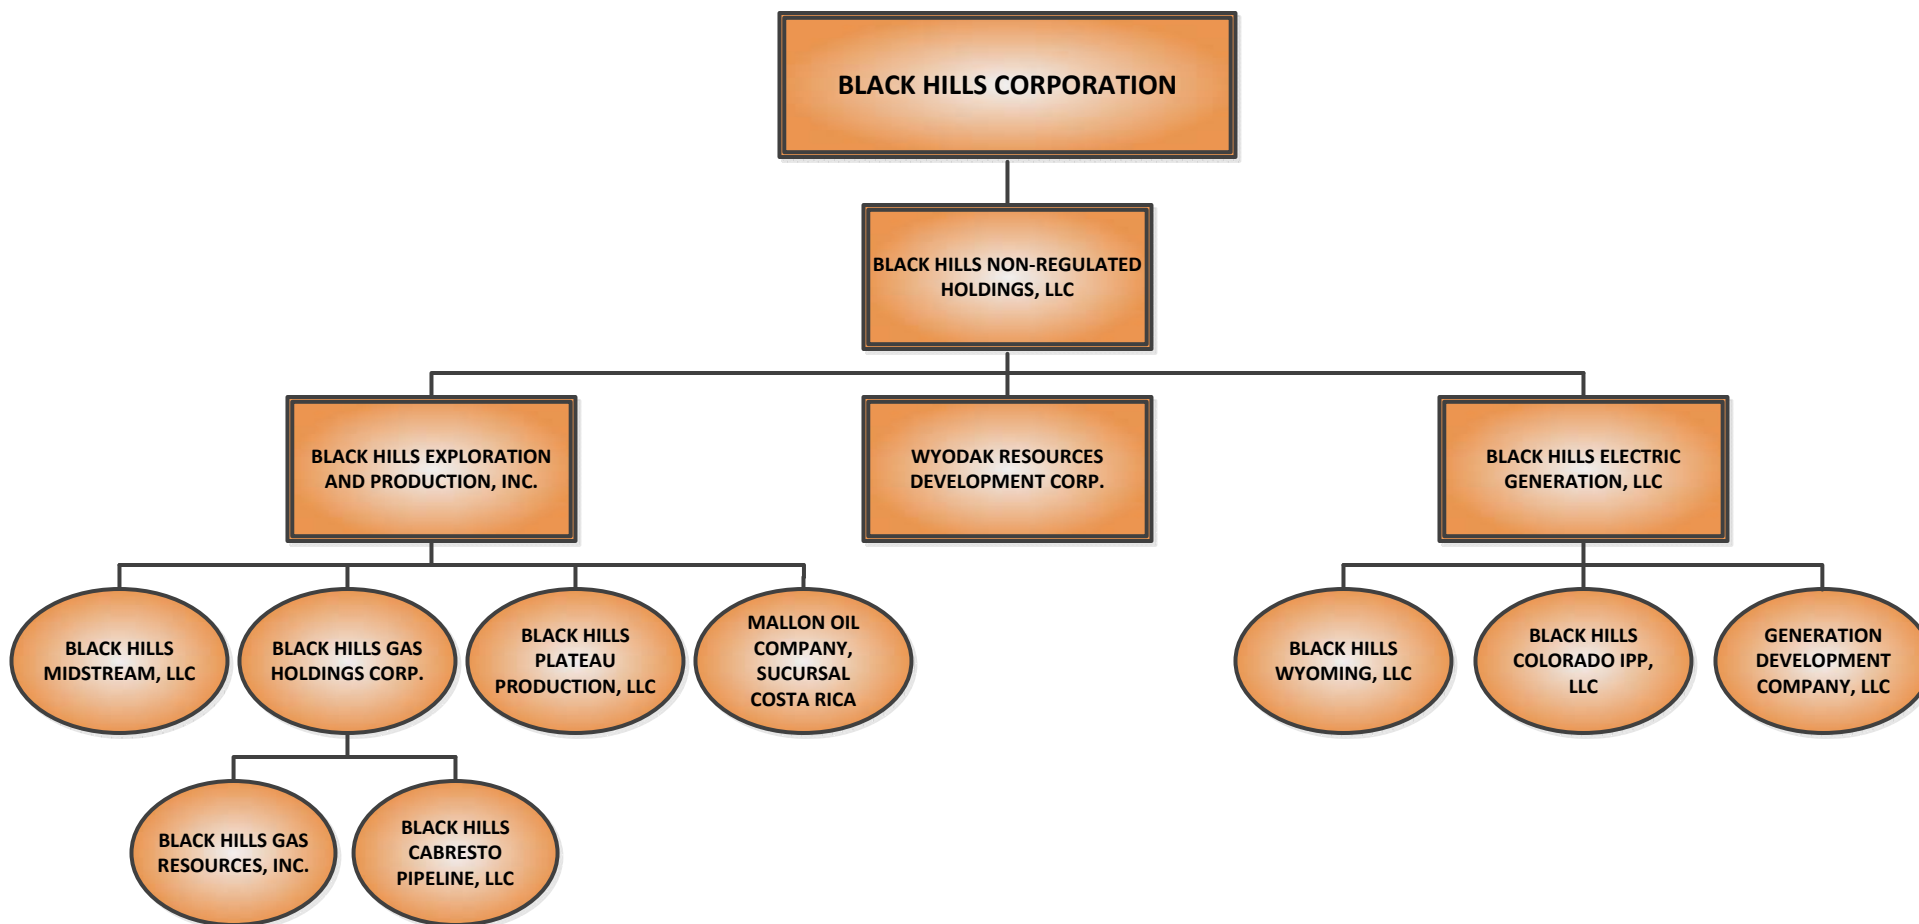 BLACK HILLS CORPORATION
BLACK HILLS NON-REGULATED
HOLDINGS, LLC
BLACK HILLS EXPLORATION
AND PRODUCTION, INC.
WYODAK RESOURCES
DEVELOPMENT CORP.
BLACK HILLS ELECTRIC
GENERATION, LLC
BLACK HILLS
MIDSTREAM, LLC
BLACK HILLS GAS
HOLDINGS CORP.
BLACK HILLS
PLATEAU
PRODUCTION, LLC
MALLON OIL
COMPANY,
SUCURSAL
COSTA RICA
BLACK HILLS
WYOMING, LLC
BLACK HILLS
COLORADO IPP,
LLC
GENERATION
DEVELOPMENT
COMPANY, LLC
BLACK HILLS GAS
RESOURCES, INC.
BLACK HILLS
CABRESTO
PIPELINE, LLC